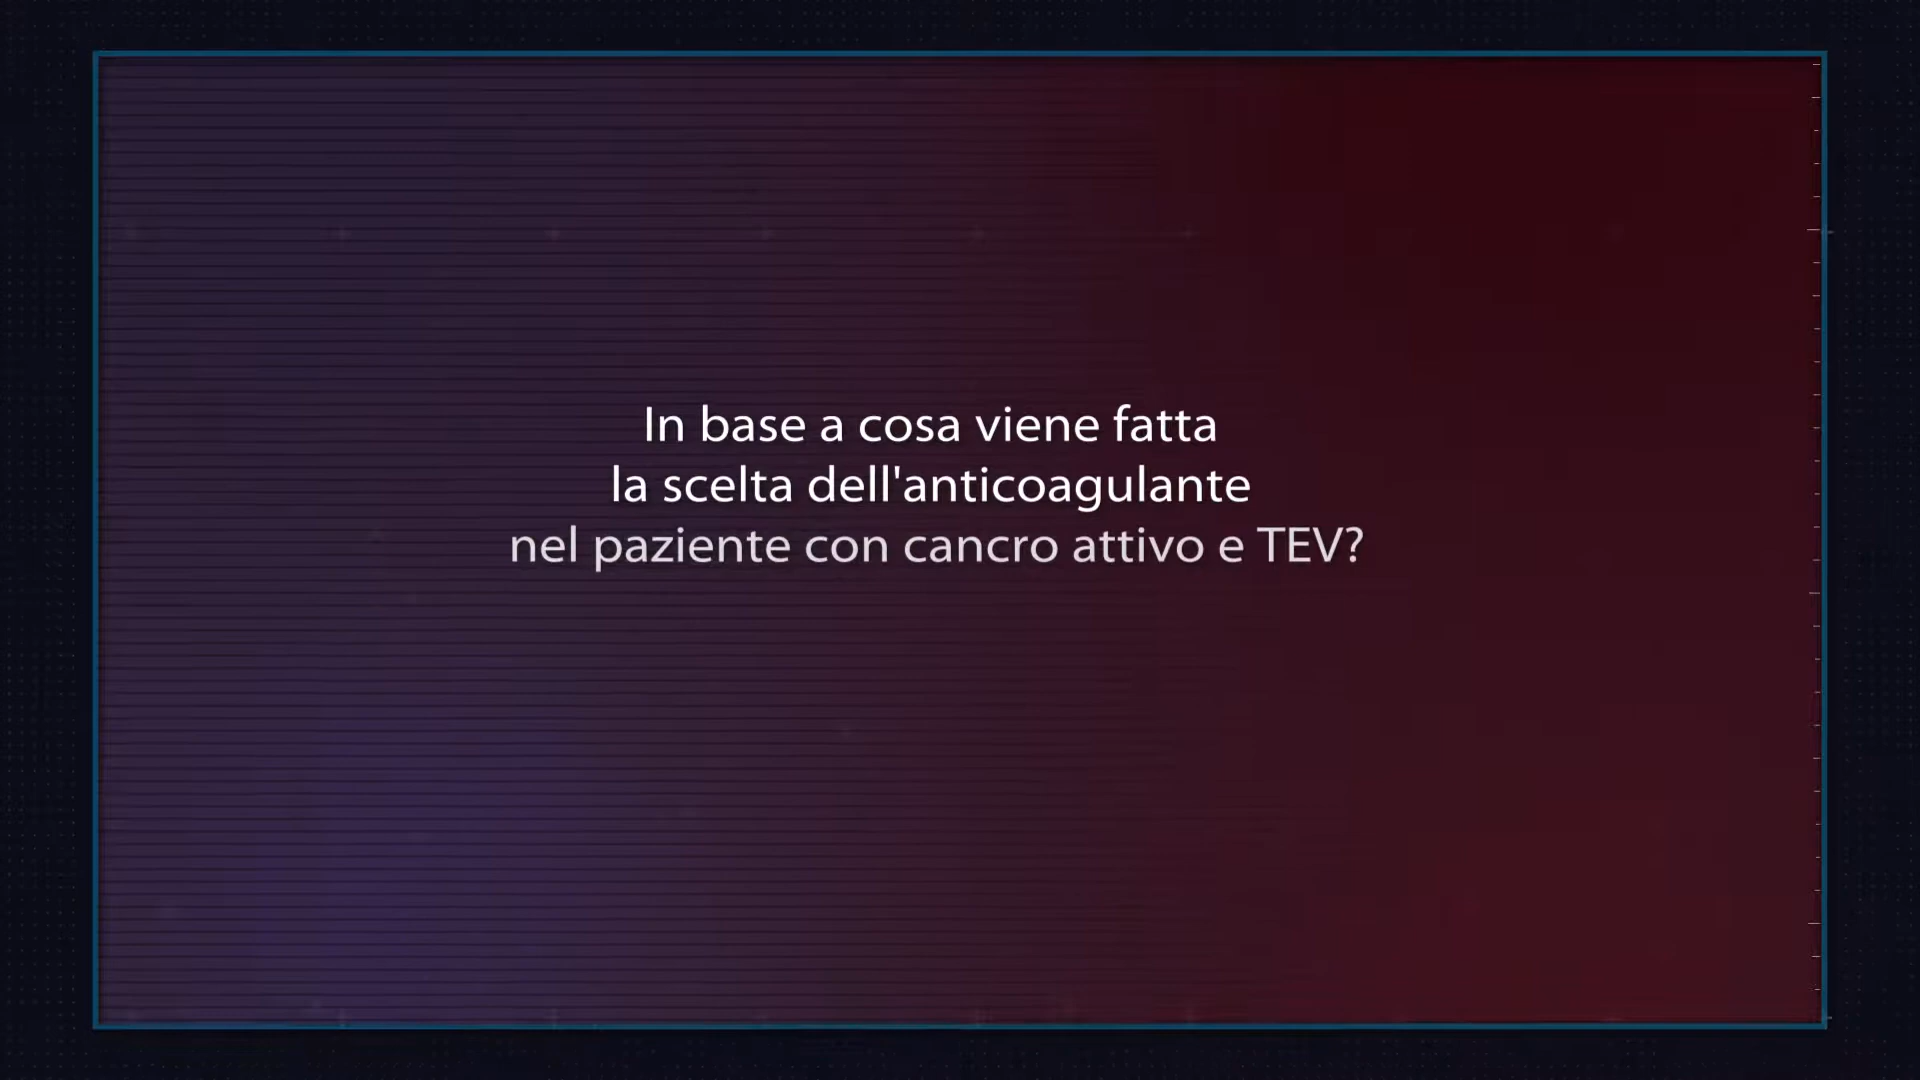 In base a cosa viene fatta
la scelta dell'anticoagulante
nel paziente con cancro attivo e TEV?